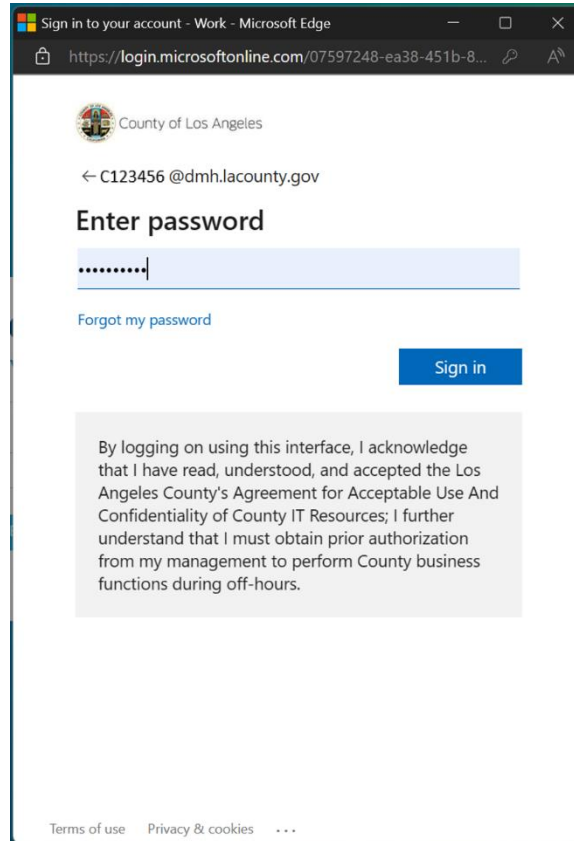 Sign in to your account - Work - Microsoft Edge
https://login.microsoftonline.com/07597248-ea38-451b-8...
County of Los Angeles
C123456 @dmh.lacounty.gov
Enter password
••••••••••
Forgot my password
Sign in
By logging on using this interface, I acknowledge
that I have read, understood, and accepted the Los
Angeles County's Agreement for Acceptable Use And
Confidentiality of County IT Resources; I further
understand that I must obtain prior authorization
from my management to perform County business
functions during off-hours.
Terms of use Privacy & cookies ...